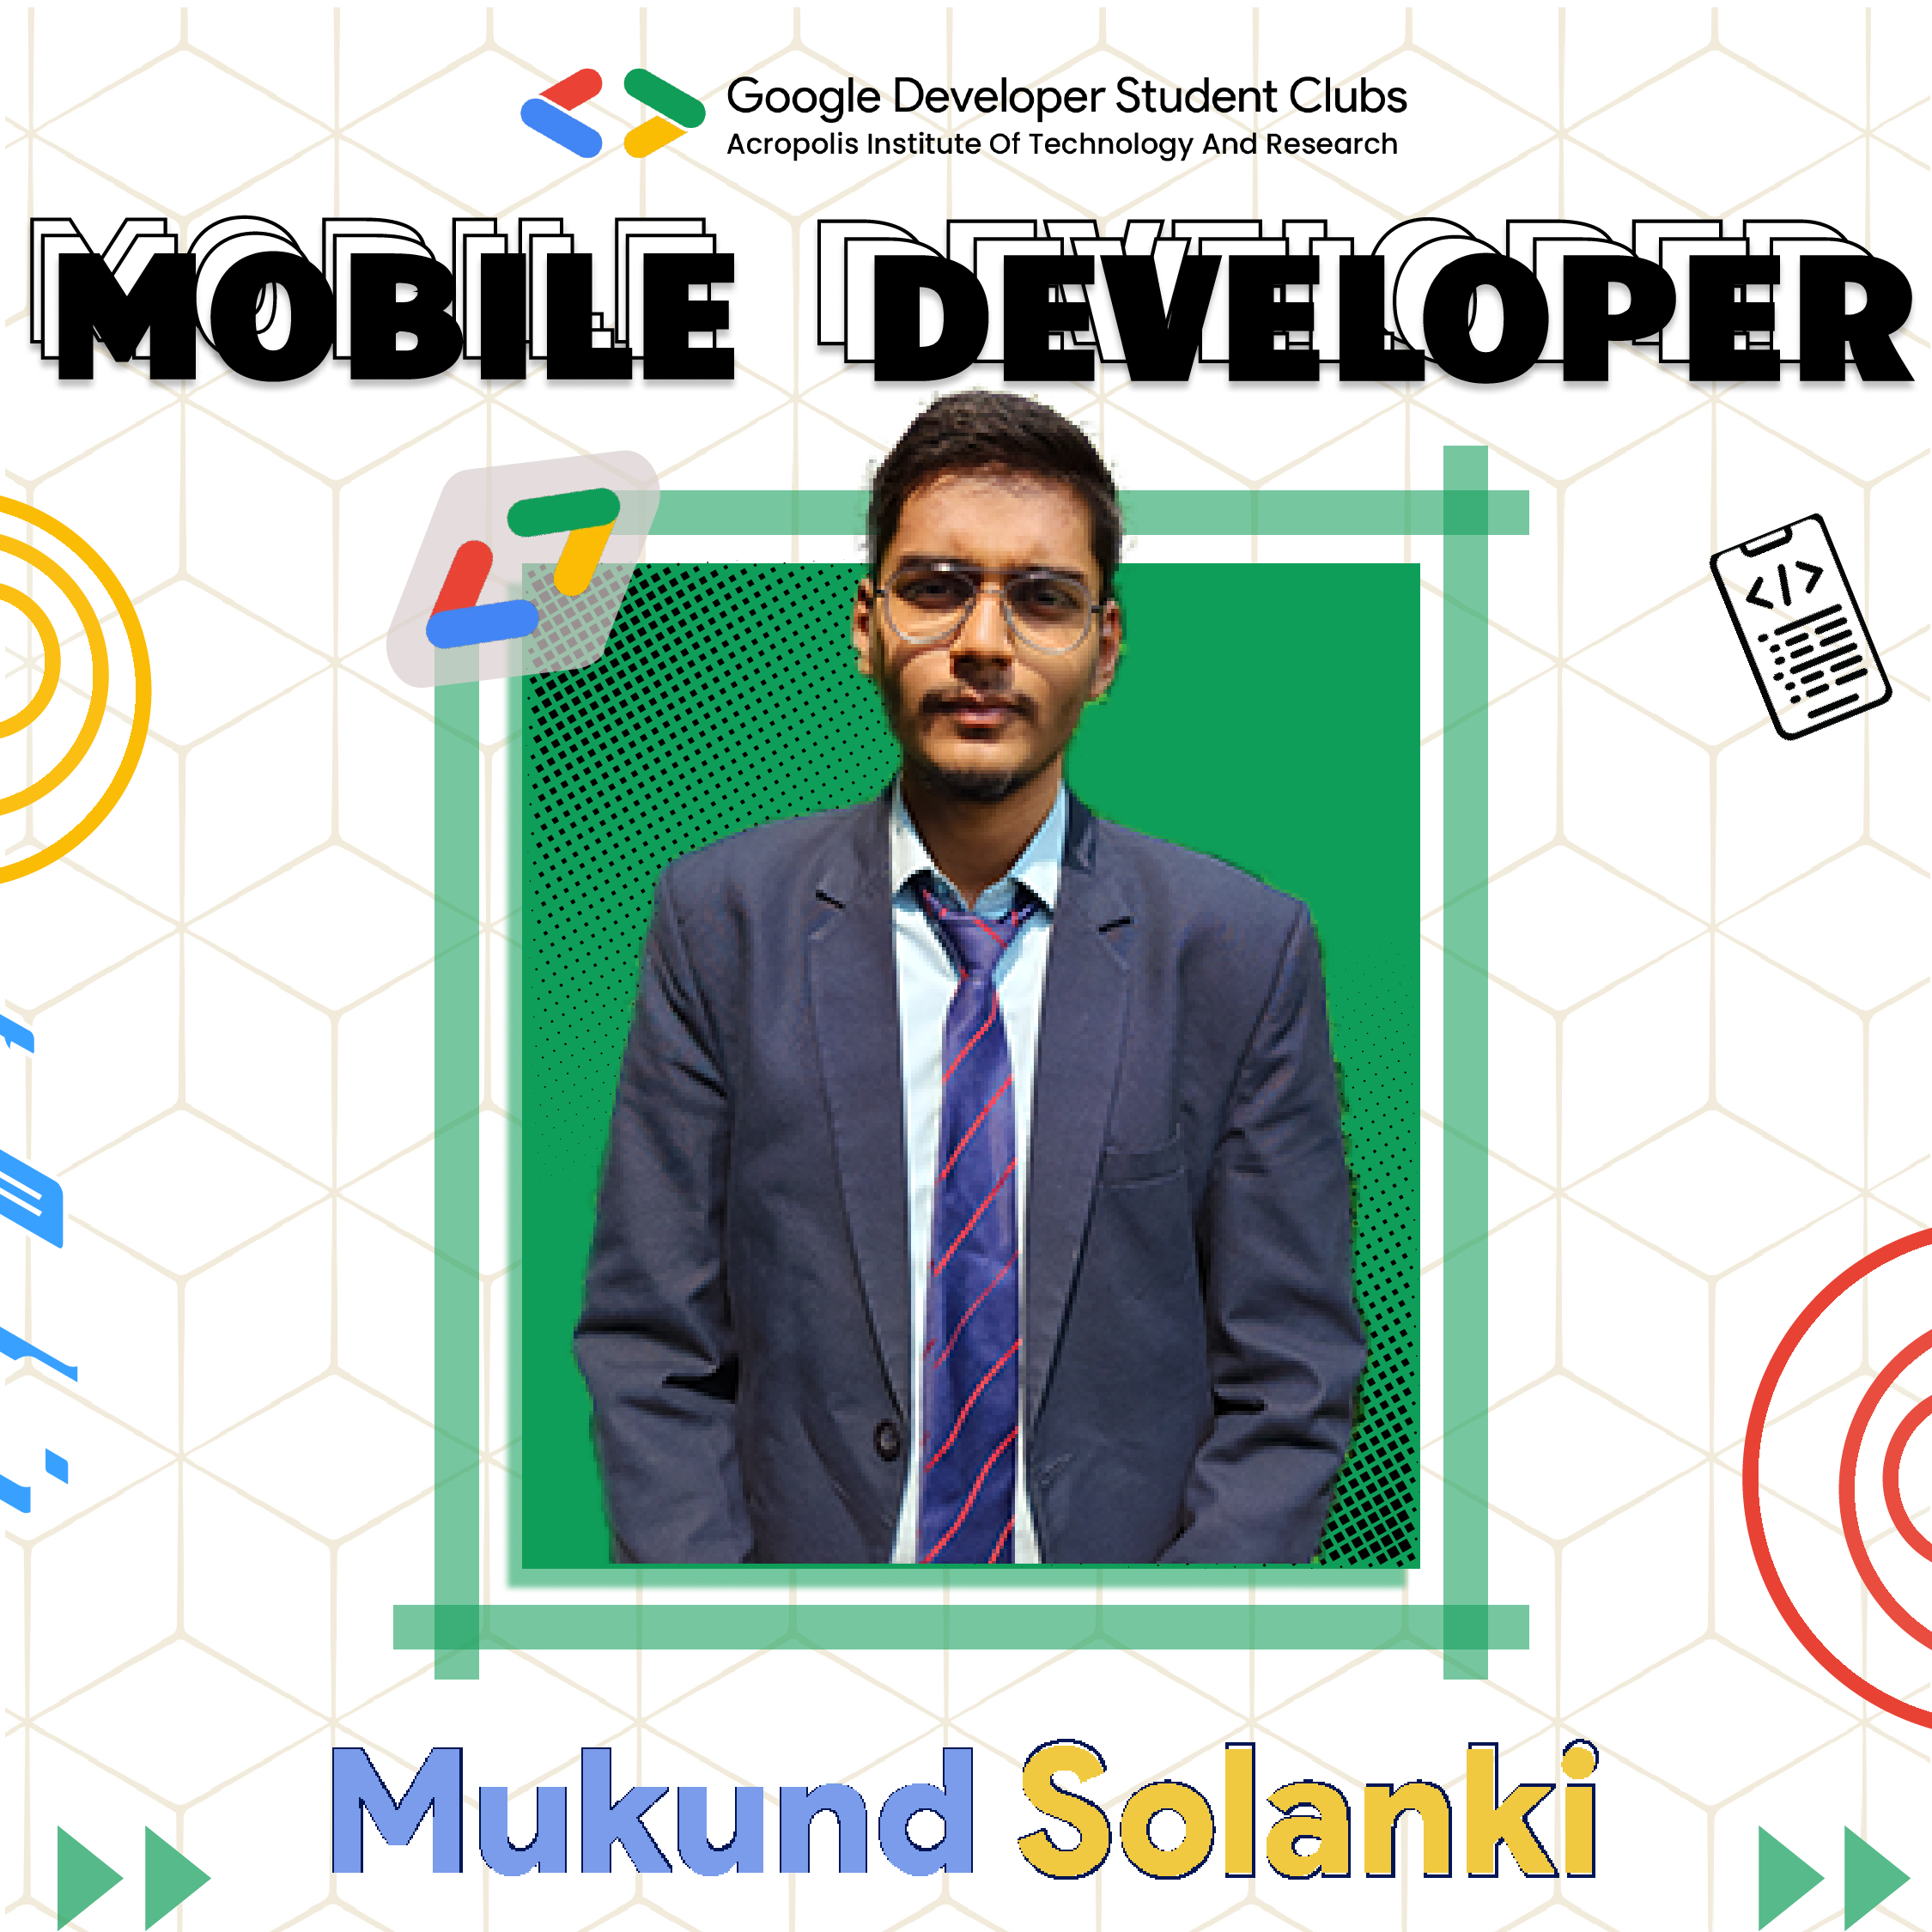 Google Developer Student Clubs
Acropolis Institute Of Technology And Research
MOBILE DEVELOPER
</>
Mukund Solanki